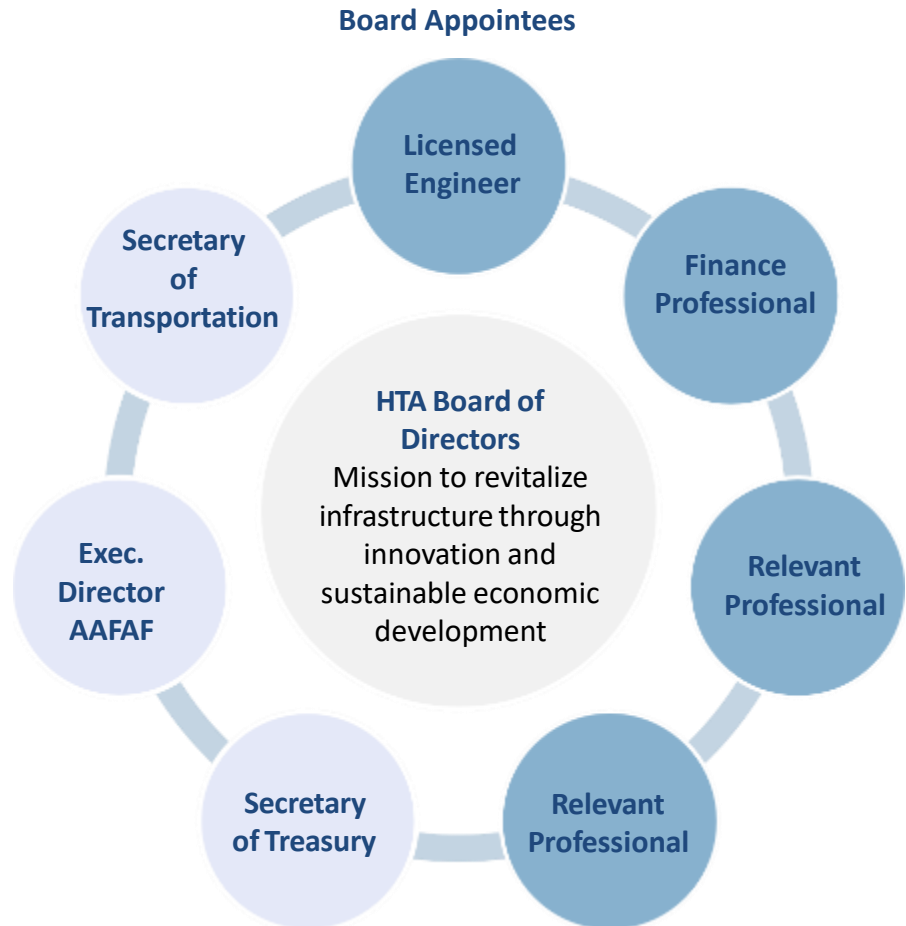 Board Appointees
Licensed
Engineer
Finance
Professional
Relevant
Professional
Relevant
Professional
Secretary
of Treasury
Exec.
Director
AAFAF
Secretary
of
Transportation
HTA Board of
Directors
Mission to revitalize
infrastructure through
innovation and
sustainable economic
development